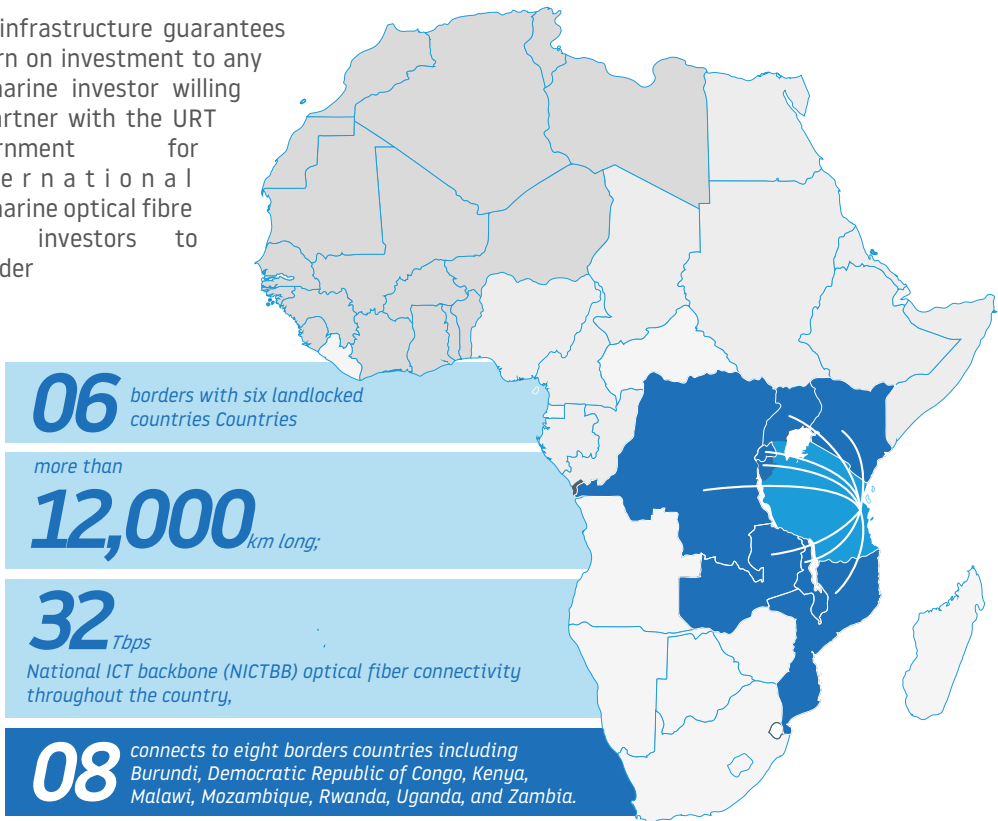 infrastructure guarantees
rn on investment to any
arine investor willing
artner with the URT
rnment for
ernational
arine optical fibre
investors to
der
06 borders with six landlocked
countries Countries
more than
12,000 km long;
32 Tbps
National ICT backbone (NICTBB) optical fiber connectivity
throughout the country,
08 connects to eight borders countries including
Burundi, Democratic Republic of Congo, Kenya,
Malawi, Mozambique, Rwanda, Uganda, and Zambia.